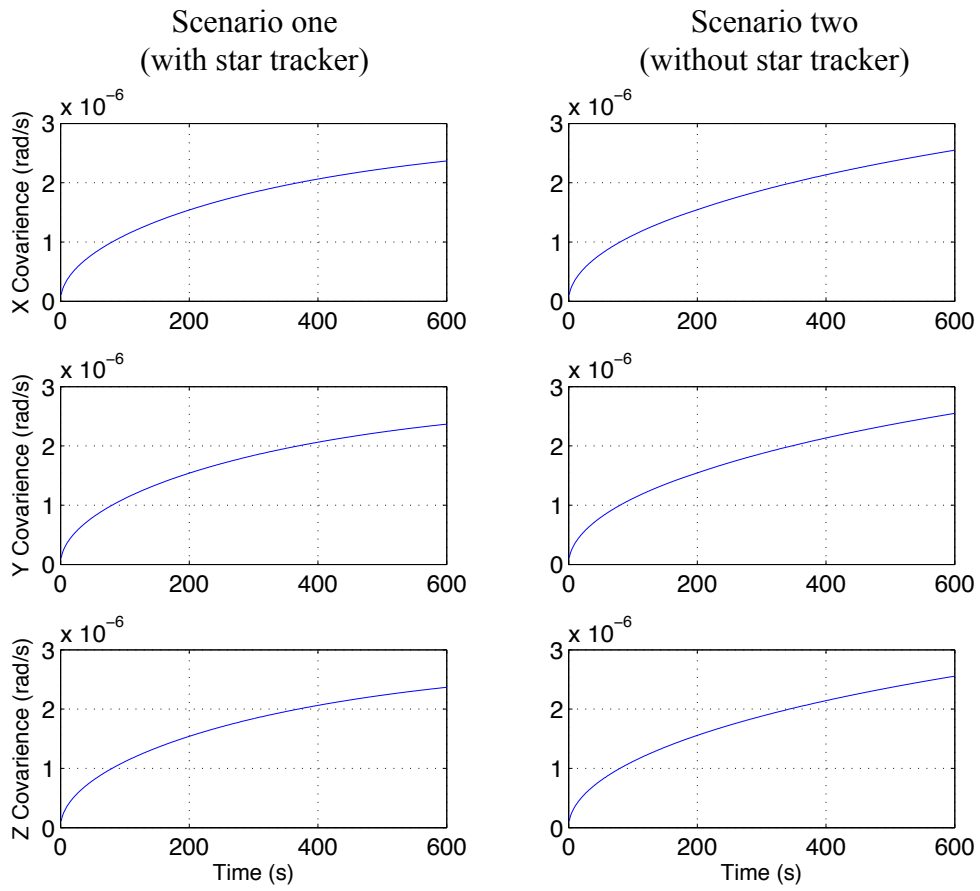 Scenario one
(with star tracker)
Scenario two
(without star tracker)
x 10⁻⁶
3
2
1
0
0 200 400 600
X Covarience (rad/s)
x 10⁻⁶
3
2
1
0
0 200 400 600
x 10⁻⁶
3
2
1
0
0 200 400 600
Y Covarience (rad/s)
x 10⁻⁶
3
2
1
0
0 200 400 600
x 10⁻⁶
3
2
1
0
0 200 400 600
Z Covarience (rad/s)
Time (s)
x 10⁻⁶
3
2
1
0
0 200 400 600
Time (s)